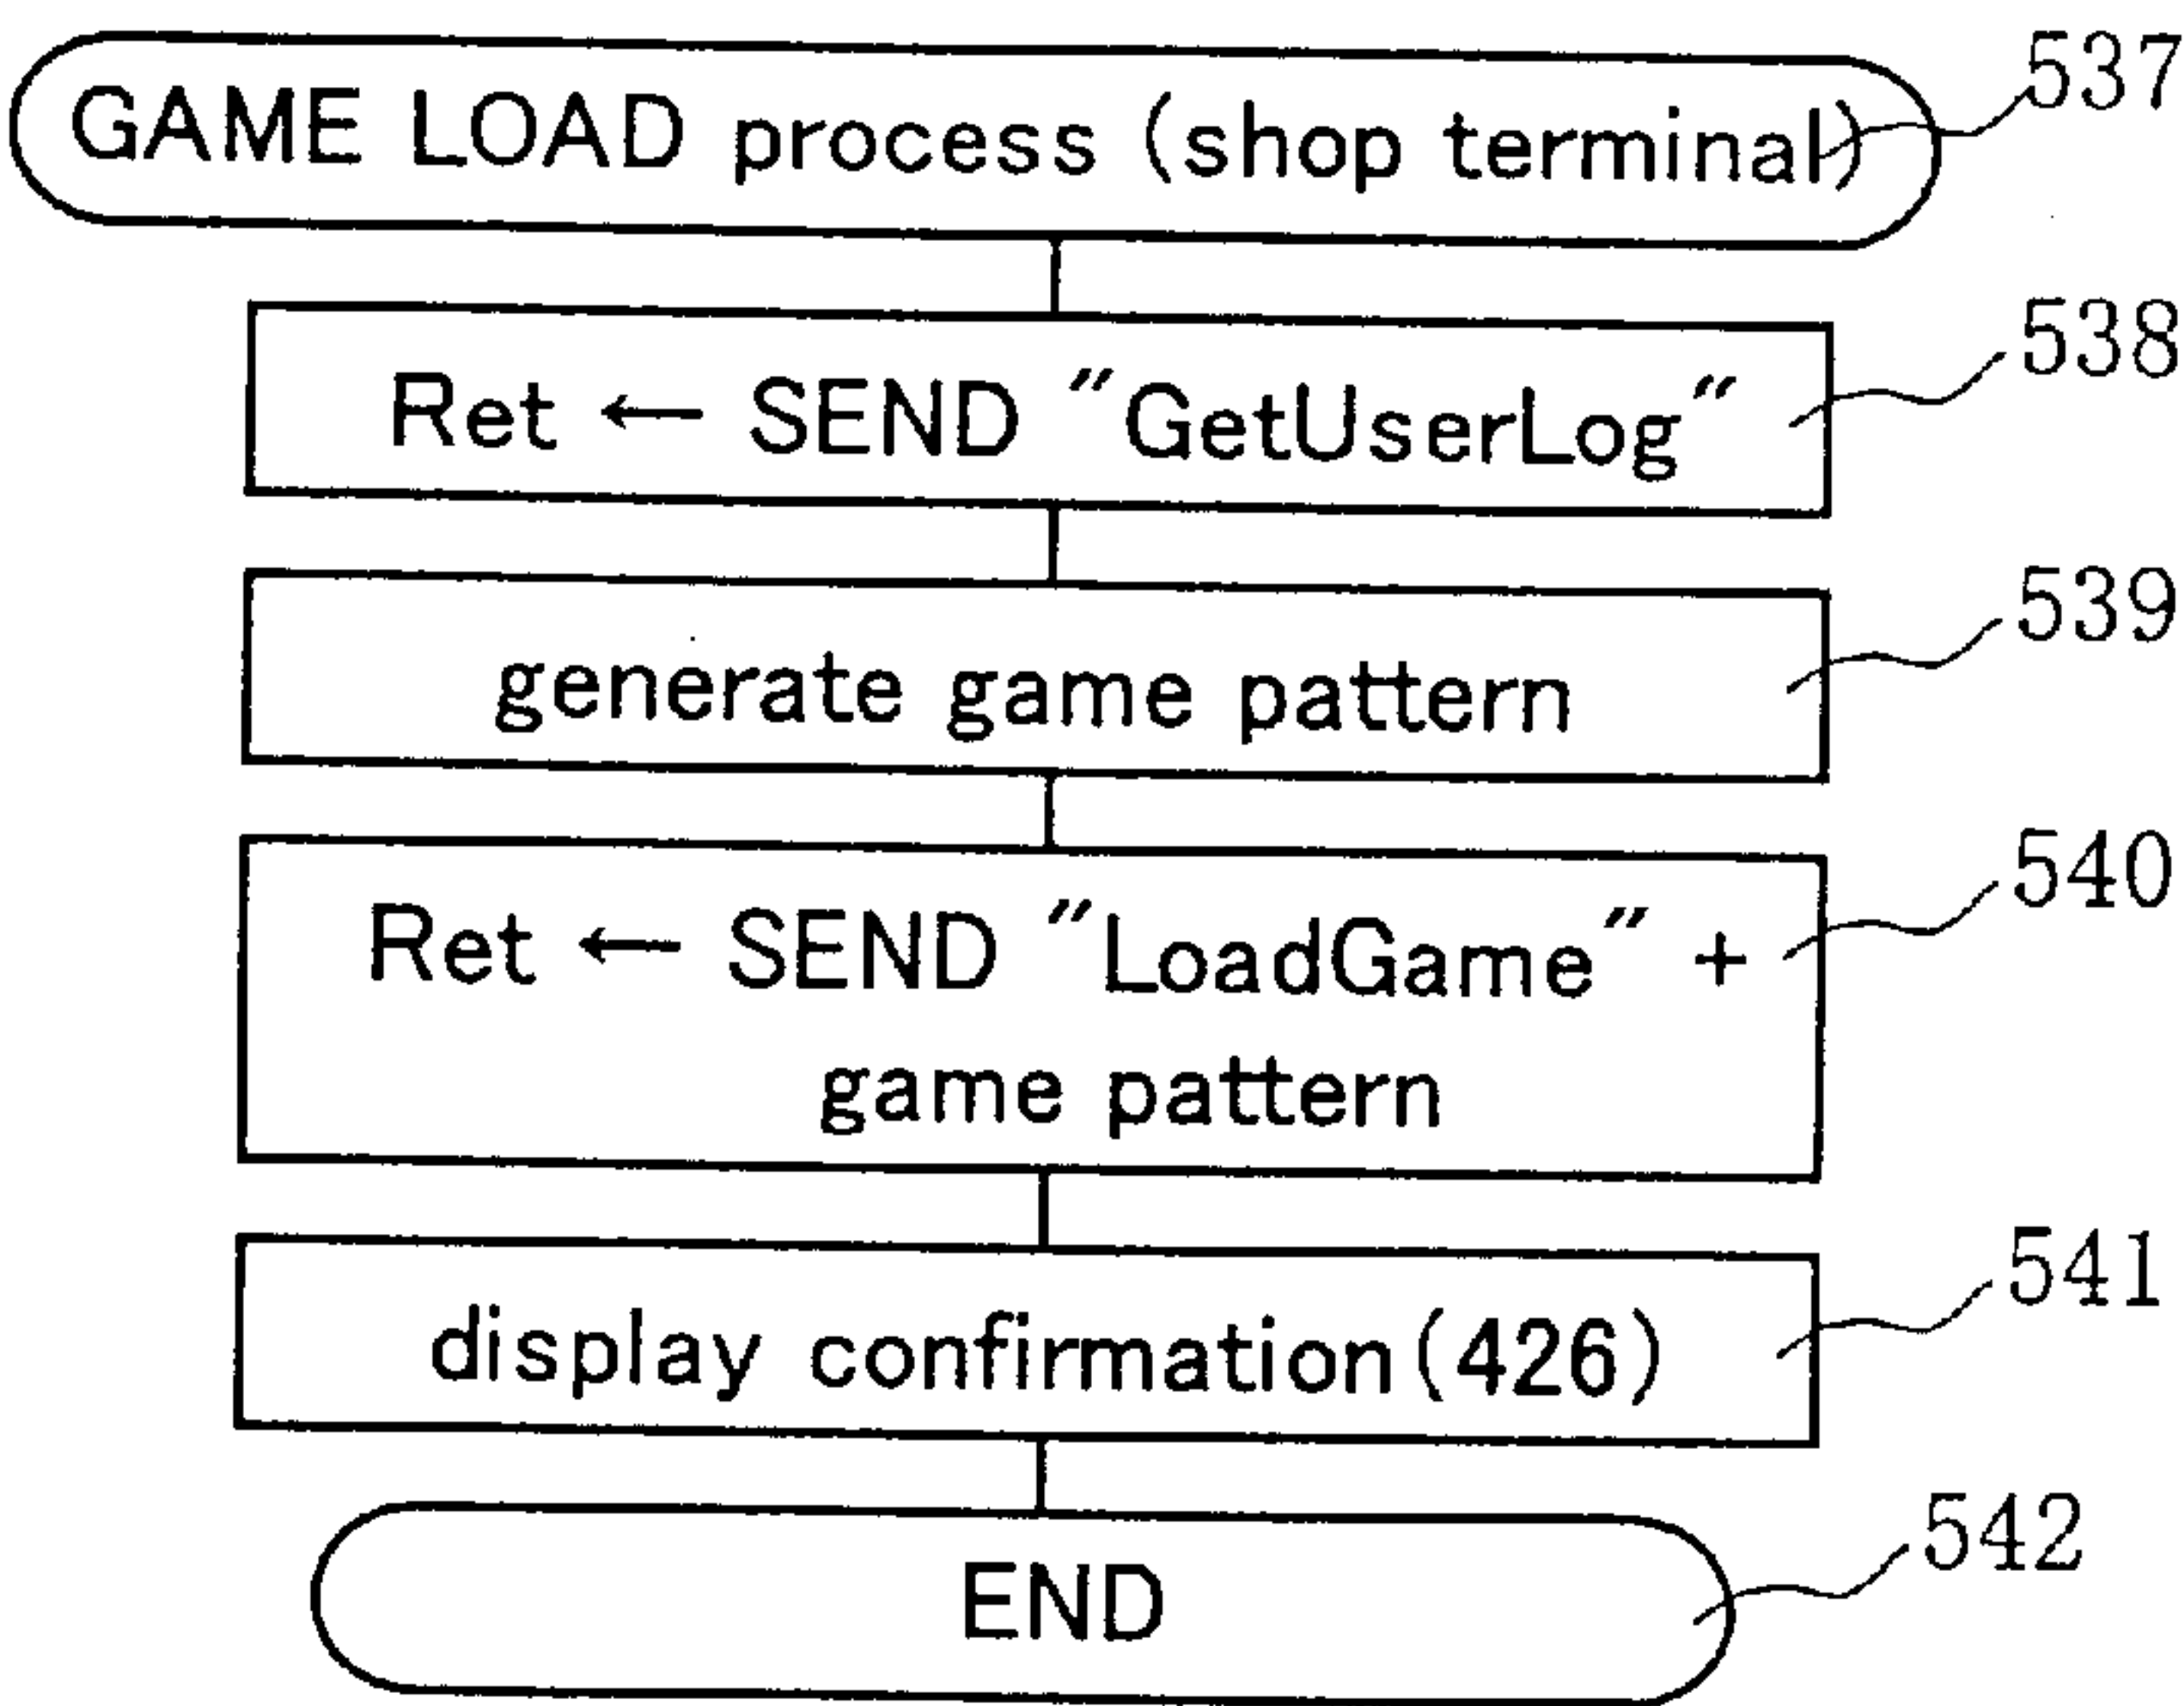 GAME LOAD process (shop terminal)
537
Ret ← SEND "GetUserLog"
538
generate game pattern
539
Ret ← SEND "LoadGame" +
game pattern
540
display confirmation(426)
541
END
542